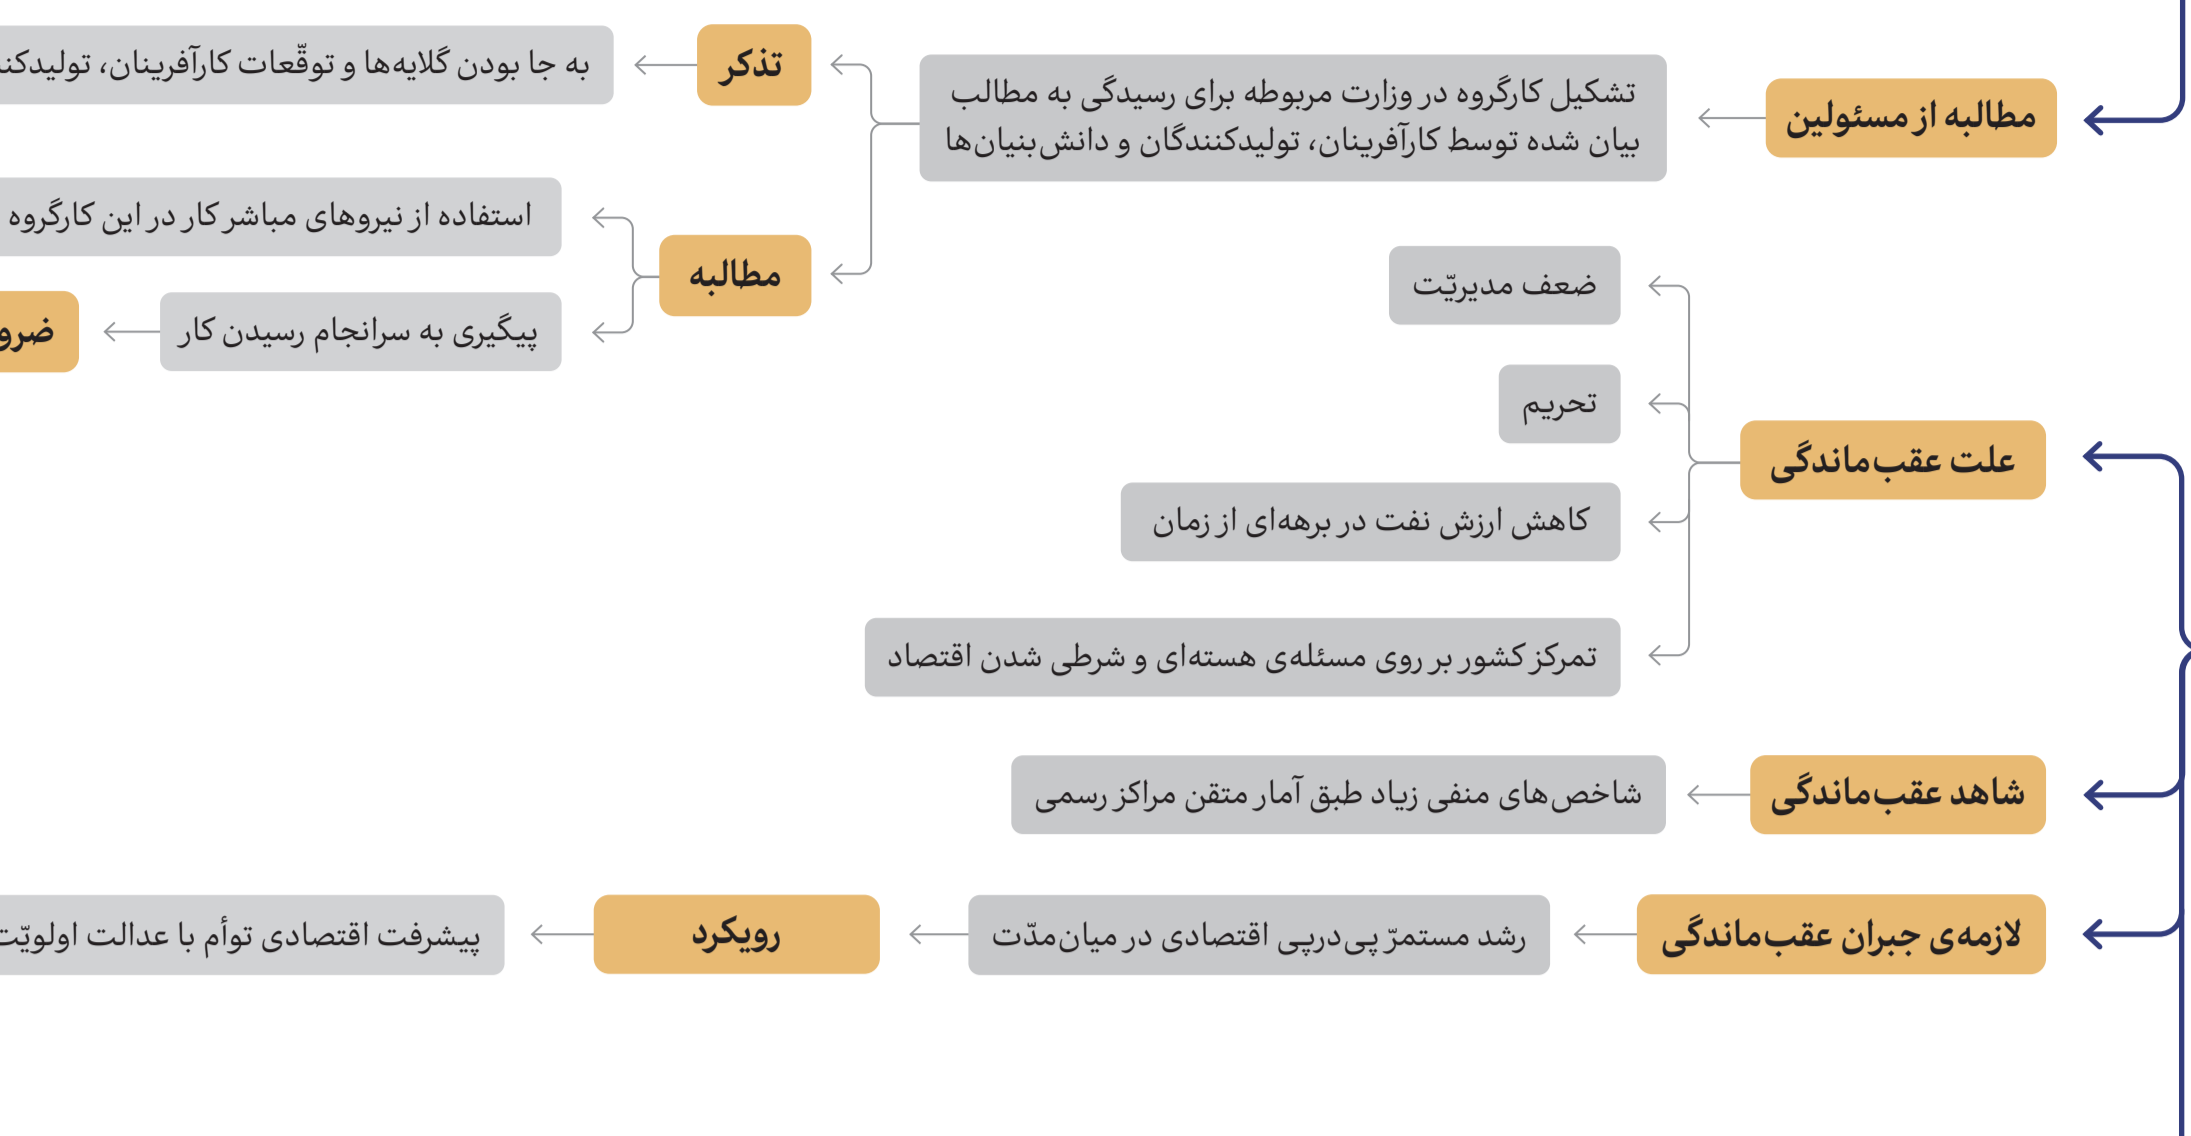 مطالبه از مسئولین
تشکیل کارگروه در وزارت مربوطه برای رسیدگی به مطالب
بیان شده توسط کارآفرینان، تولیدکنندگان و دانش‌بنیان‌ها
تذکر
به جا بودن گلایه‌ها و توقّعات کارآفرینان،
مطالبه
استفاده از نیروهای مباشر کار در این کارگروه
پیگیری به سرانجام رسیدن کار
علت عقب‌ماندگی
ضعف مدیریّت
تحریم
کاهش ارزش نفت در برهه‌ای از زمان
تمرکز کشور بر روی مسئله‌ی هسته‌ای و شرطی شدن اقتصاد
شاهد عقب‌ماندگی
شاخص‌های منفی زیاد طبق آمار متقن مراکز رسمی
لازمه‌ی جبران عقب‌ماندگی
رشد مستمرّ پی‌درپی اقتصادی در میان‌مدّت
رویکرد
پیشرفت اقتصادی توأم با عدالت اولویّت